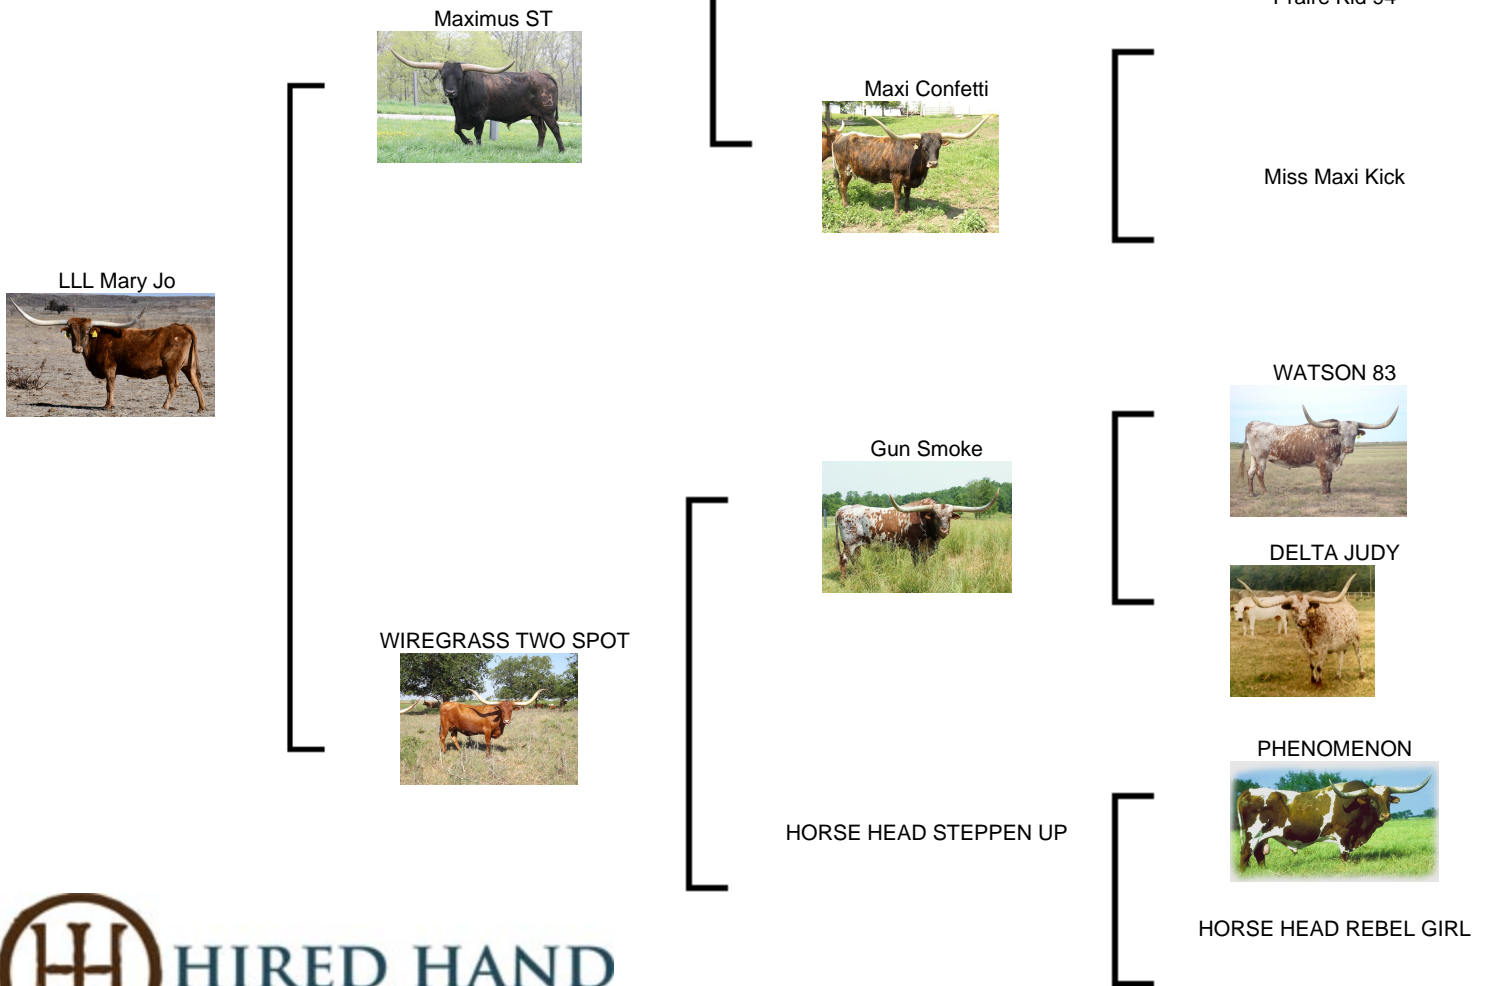 Maximus ST
Maxi Confetti
Miss Maxi Kick
LLL Mary Jo
WATSON 83
Gun Smoke
DELTA JUDY
WIREGRASS TWO SPOT
PHENOMENON
HORSE HEAD STEPPEN UP
HORSE HEAD REBEL GIRL
HIRED HAND